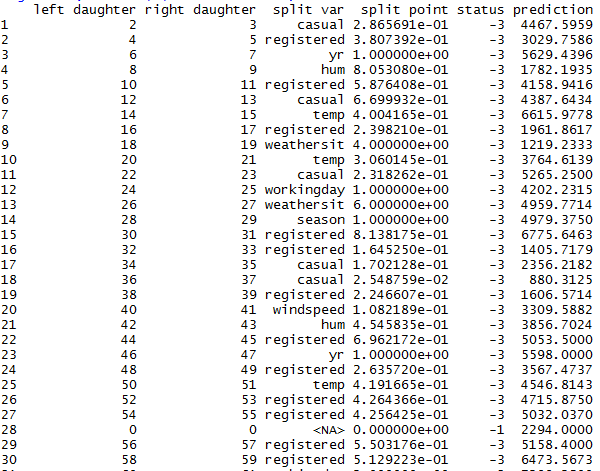 left daughter right daughter split var split point status prediction
1 2 3 casual 2.865691e-01 -3 4467.5959
2 4 5 registered 3.807392e-01 -3 3029.7586
3 6 7 yr 1.000000e+00 -3 5629.4396
4 8 9 hum 8.053080e-01 -3 1782.1935
5 10 11 registered 5.876408e-01 -3 4158.9416
6 12 13 casual 6.699932e-01 -3 4387.6434
7 14 15 temp 4.004165e-01 -3 6615.9778
8 16 17 registered 2.398210e-01 -3 1961.8617
9 18 19 weathersit 4.000000e+00 -3 1219.2333
10 20 21 temp 3.060145e-01 -3 3764.6139
11 22 23 casual 2.318262e-01 -3 5265.2500
12 24 25 workingday 1.000000e+00 -3 4202.2315
13 26 27 weathersit 6.000000e+00 -3 4959.7714
14 28 29 season 1.000000e+00 -3 4979.3750
15 30 31 registered 8.138175e-01 -3 6775.6463
16 32 33 registered 1.645250e-01 -3 1405.7179
17 34 35 casual 1.702128e-01 -3 2356.2182
18 36 37 casual 2.548759e-02 -3 880.3125
19 38 39 registered 2.246607e-01 -3 1606.5714
20 40 41 windspeed 1.082189e-01 -3 3309.5882
21 42 43 hum 4.545835e-01 -3 3856.7024
22 44 45 registered 6.962172e-01 -3 5053.5000
23 46 47 yr 1.000000e+00 -3 5598.0000
24 48 49 registered 2.635720e-01 -3 3567.4737
25 50 51 temp 4.191665e-01 -3 4546.8143
26 52 53 registered 4.264366e-01 -3 4715.8750
27 54 55 registered 4.256425e-01 -3 5032.0370
28 0 0 <NA> 0.000000e+00 -1 2294.0000
29 56 57 registered 5.503176e-01 -3 5158.4000
30 58 59 registered 5.129223e-01 -3 6473.5673